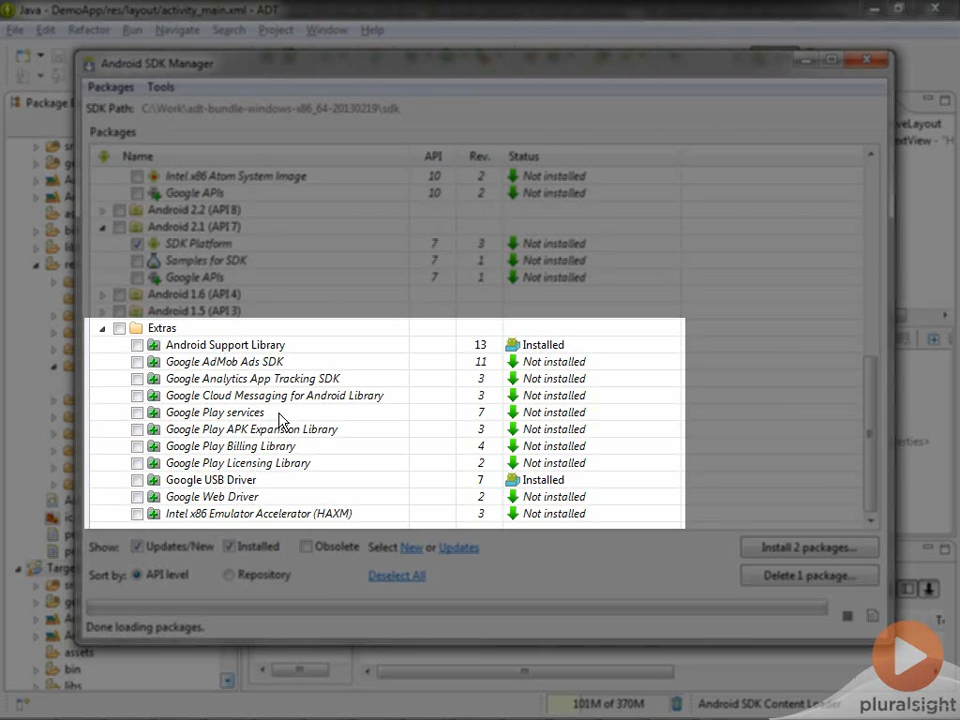 Java - DemoApp/res/layout/activity_main.xml - ADT
File Edit Refactor Run Navigate Search Project Window Help
Android SDK Manager
Packages Tools
SDK Path: C:\Work\adt-bundle-windows-x86_64-20130219\sdk
Packages
Name API Rev. Status
Intel x86 Atom System Image 10 2 Not installed
Google APIs 10 2 Not installed
Android 2.2 (API 8)
Android 2.1 (API 7)
SDK Platform 7 3 Not installed
Samples for SDK 7 1 Not installed
Google APIs 7 1 Not installed
Android 1.6 (API 4)
Android 1.5 (API 3)
Extras
Android Support Library 13 Installed
Google AdMob Ads SDK 11 Not installed
Google Analytics App Tracking SDK 3 Not installed
Google Cloud Messaging for Android Library 3 Not installed
Google Play services 7 Not installed
Google Play APK Expansion Library 3 Not installed
Google Play Billing Library 4 Not installed
Google Play Licensing Library 2 Not installed
Google USB Driver 7 Installed
Google Web Driver 2 Not installed
Intel x86 Emulator Accelerator (HAXM) 3 Not installed
Show: Updates/New Installed Obsolete Select New or Updates Install 2 packages...
Sort by: API level Repository Deselect All Delete 1 package...
Done loading packages.
assets
bin
libs
101M of 370M Android SDK Content Loader
pluralsight